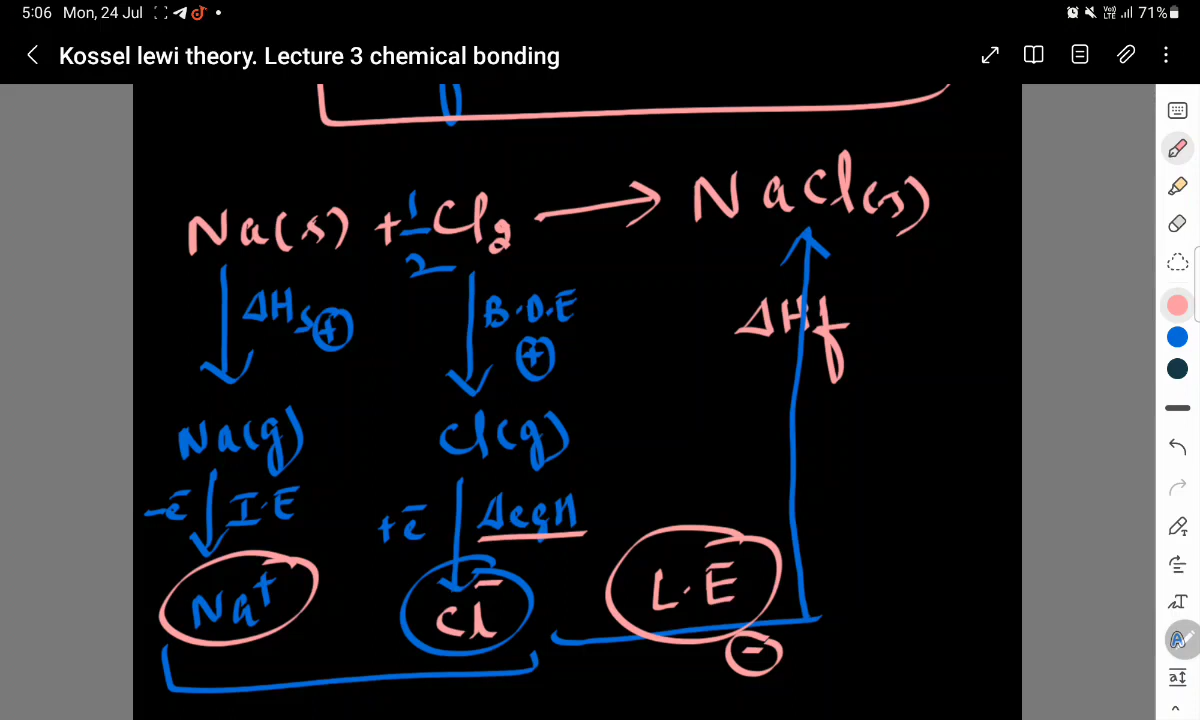 5:06 Mon, 24 Jul
71%
Kossel lewi theory. Lecture 3 chemical bonding
Na(s) + 1/2 Cl2 → NaCl(s)
ΔHs + B.D.E + ΔHf
Na(g) Cl(g)
-ē I.E +ē ΔegH
Na+ Cl- L.E -